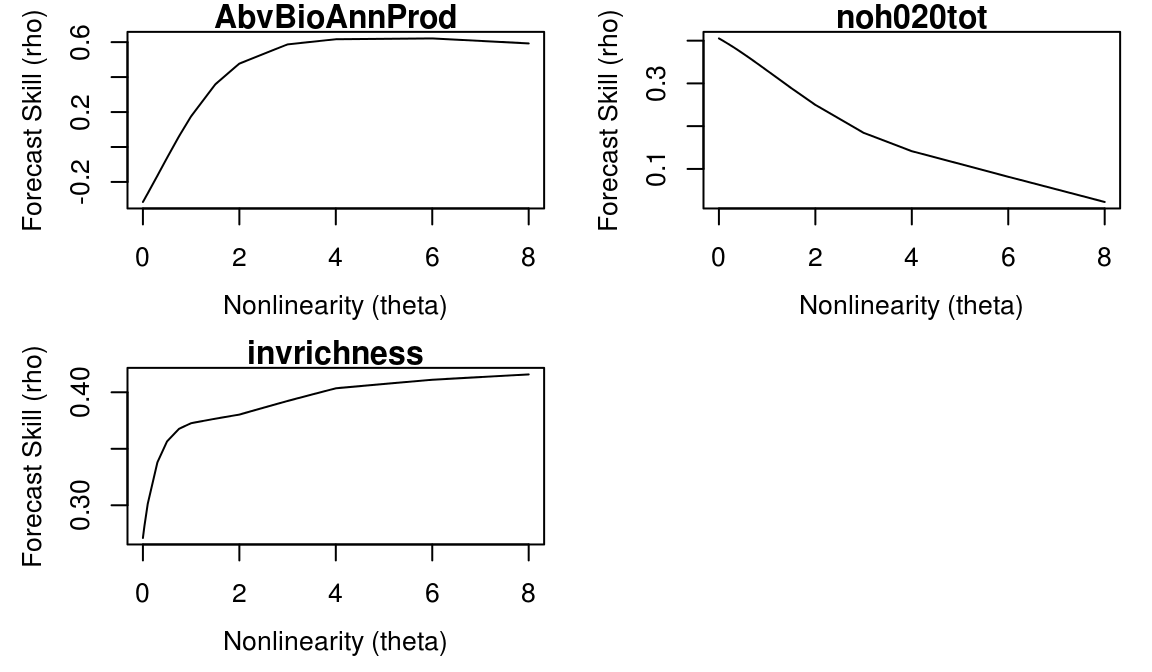 AbvBioAnnProd
Forecast Skill (rho)
0.6
0.2
-0.2
0 2 4 6 8
Nonlinearity (theta)
noh020tot
Forecast Skill (rho)
0.3
0.1
0 2 4 6 8
Nonlinearity (theta)
invrichness
Forecast Skill (rho)
0.40
0.30
0 2 4 6 8
Nonlinearity (theta)